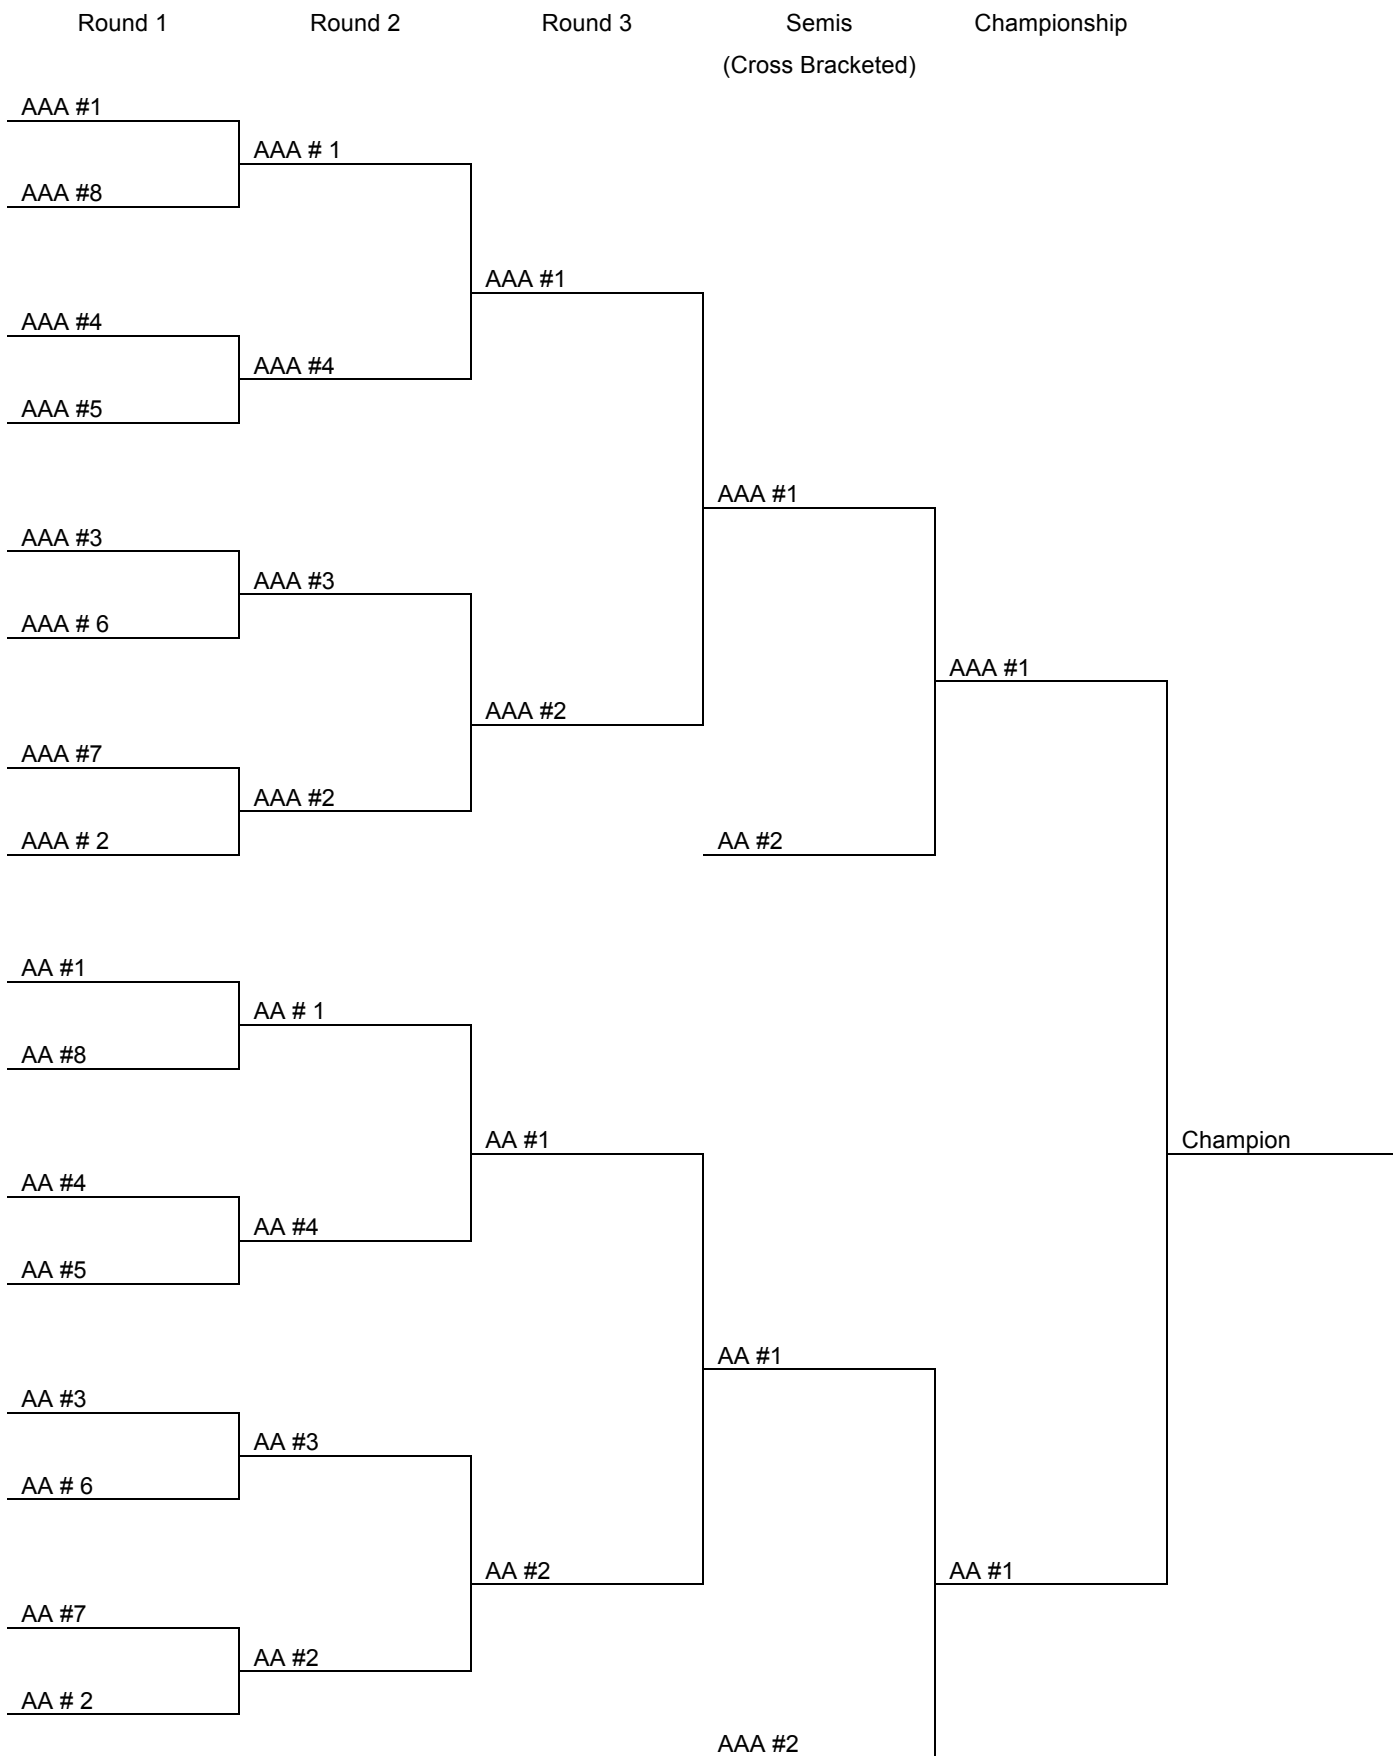 Round 1 Round 2 Round 3 Semis Championship
(Cross Bracketed)
AAA #1
AAA # 1
AAA #8
AAA #1
AAA #4
AAA #4
AAA #5
AAA #1
AAA #3
AAA #3
AAA # 6
AAA #1
AAA #2
AAA #7
AAA #2
AAA # 2 AA #2
AA #1
AA # 1
AA #8
AA #1 Champion
AA #4
AA #4
AA #5
AA #1
AA #3
AA #3
AA # 6
AA #2 AA #1
AA #7
AA #2
AA # 2
AAA #2